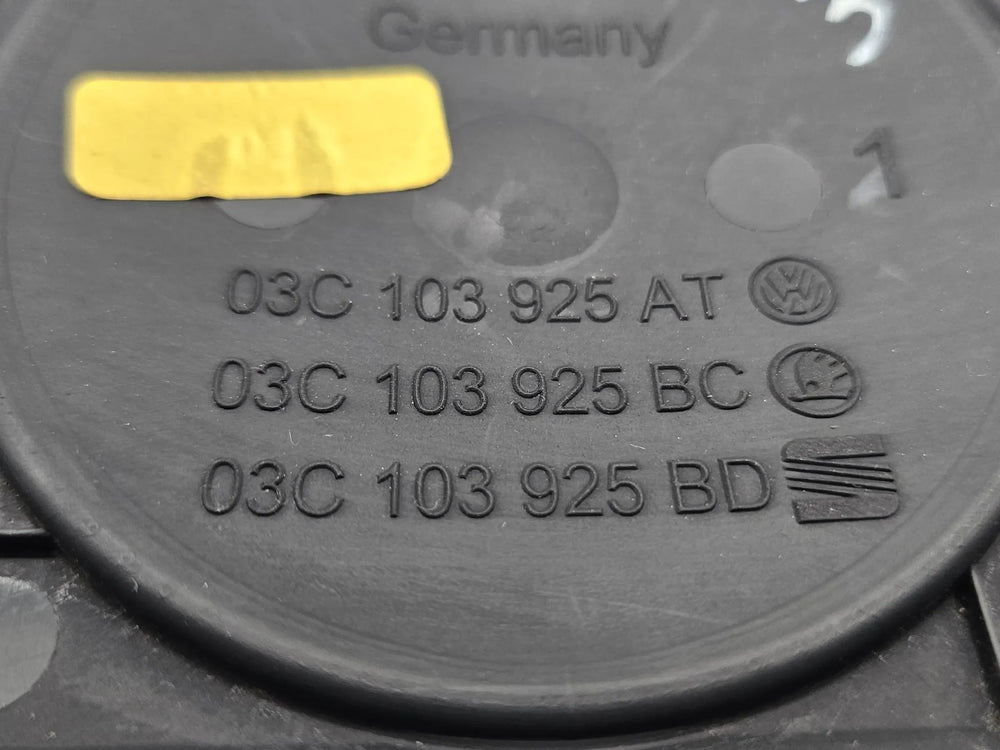 Germany
1
03C 103 925 AT
03C 103 925 BC
03C 103 925 BD